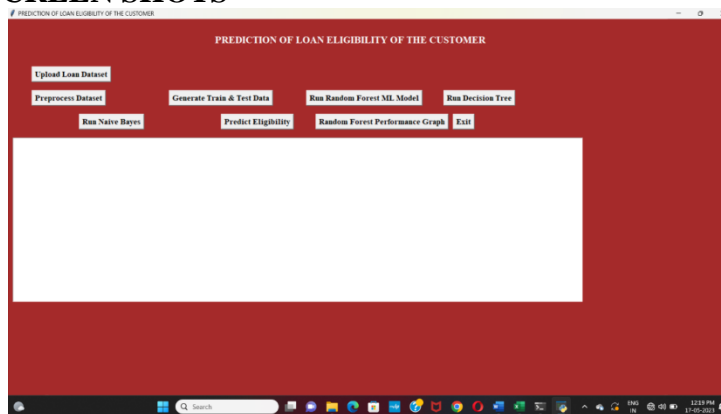 CREEN SHOTS
PREDICTION OF LOAN ELIGIBILITY OF THE CUSTOMER
PREDICTION OF LOAN ELIGIBILITY OF THE CUSTOMER
Upload Loan Dataset
Preprocess Dataset Generate Train & Test Data Run Random Forest ML Model Run Decision Tree
Run Naive Bayes Predict Eligibility Random Forest Performance Graph Exit
Search ENG 12:19 PM
IN 17-05-2023